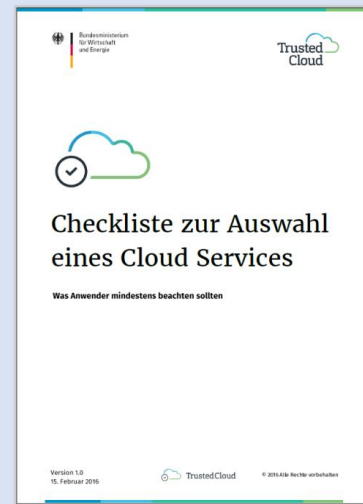 Bundesministerium
für Wirtschaft
und Energie
Trusted
Cloud
Checkliste zur Auswahl
eines Cloud Services
Was Anwender mindestens beachten sollten
Version 1.0
15. Februar 2016
TrustedCloud
© 2016 Alle Rechte vorbehalten